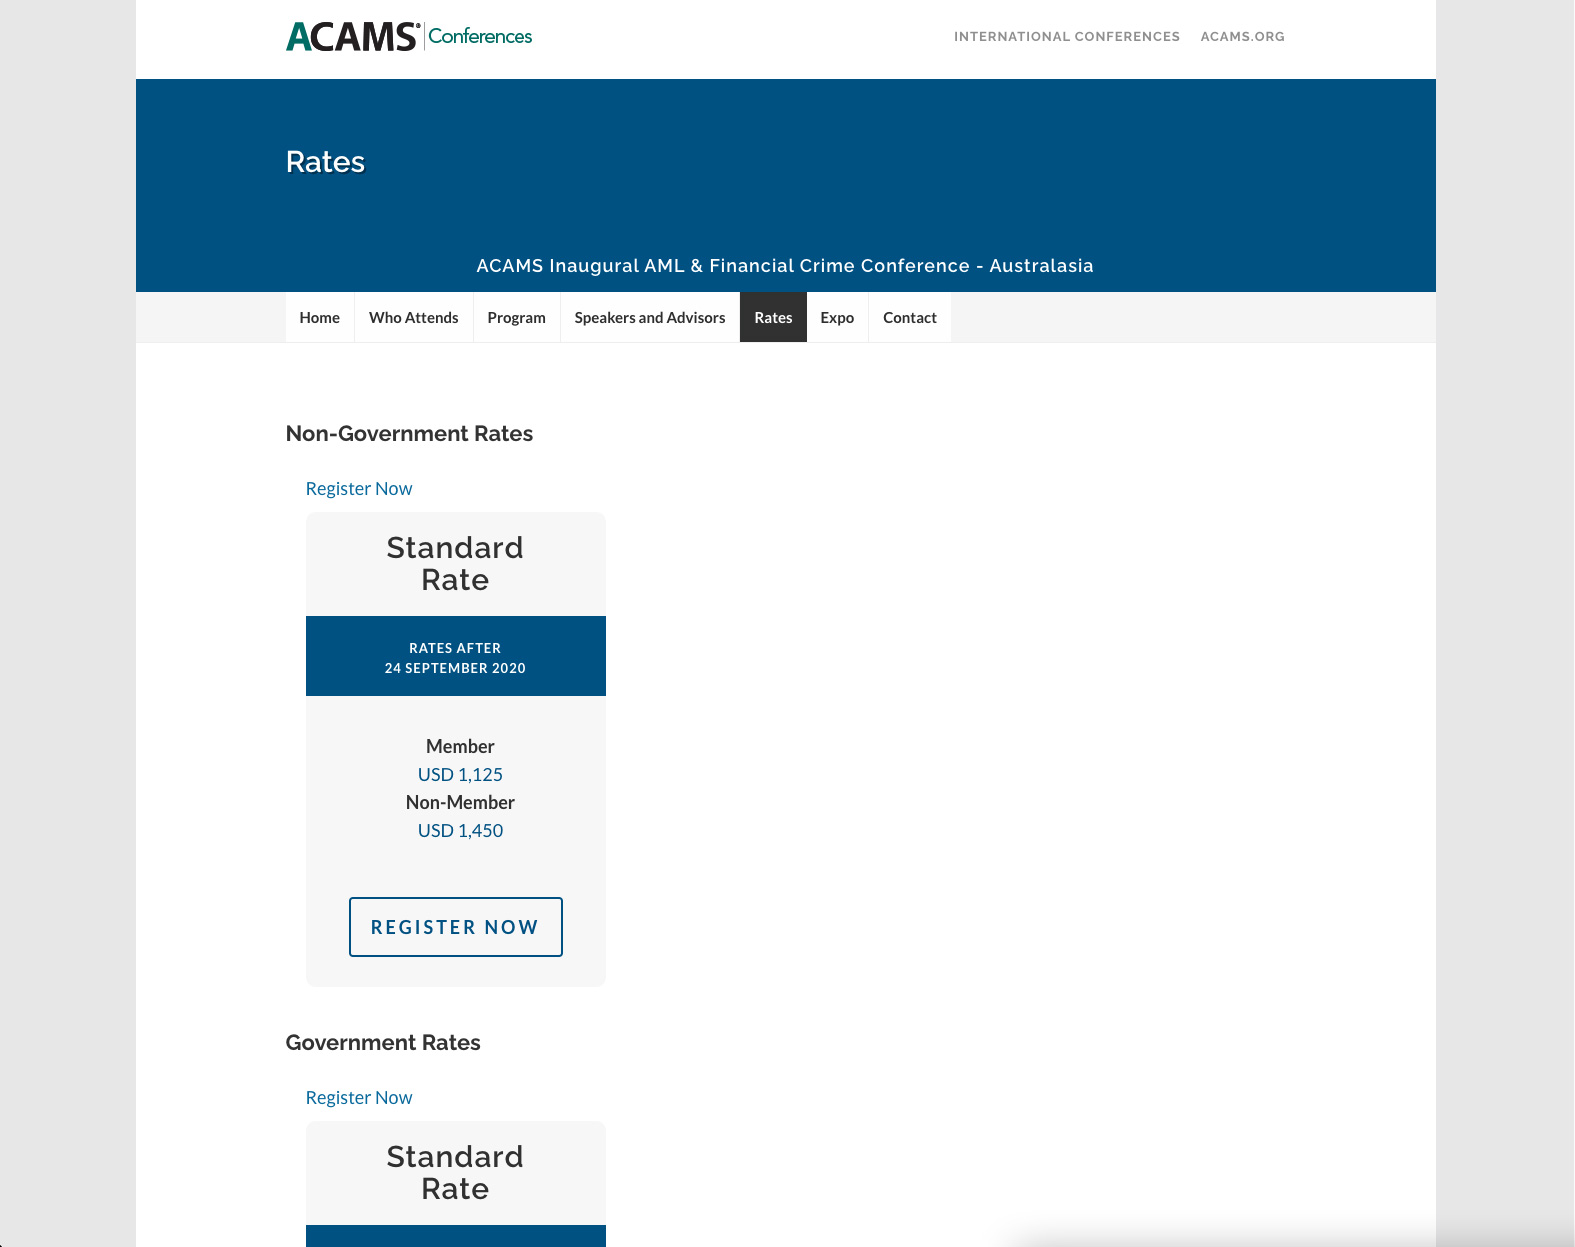 ACAMS® Conferences
INTERNATIONAL CONFERENCES ACAMS.ORG
Rates
ACAMS Inaugural AML & Financial Crime Conference - Australasia
Home Who Attends Program Speakers and Advisors Rates Expo Contact
Non-Government Rates
Register Now
Standard
Rate
RATES AFTER
24 SEPTEMBER 2020
Member
USD 1,125
Non-Member
USD 1,450
REGISTER NOW
Government Rates
Register Now
Standard
Rate